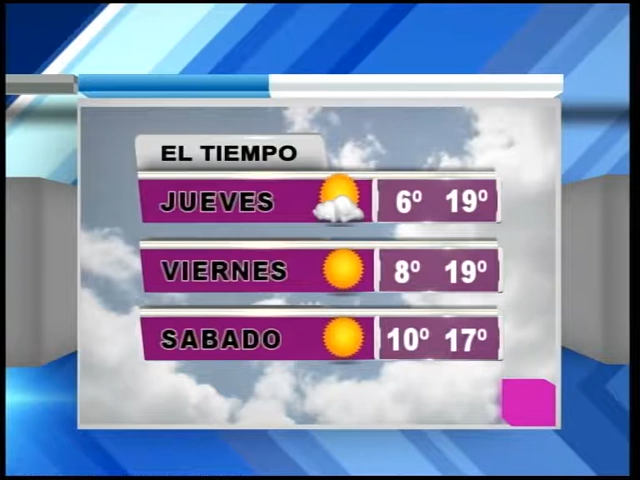 EL TIEMPO
JUEVES 6º 19º
VIERNES 8º 19º
SABADO 10º 17º